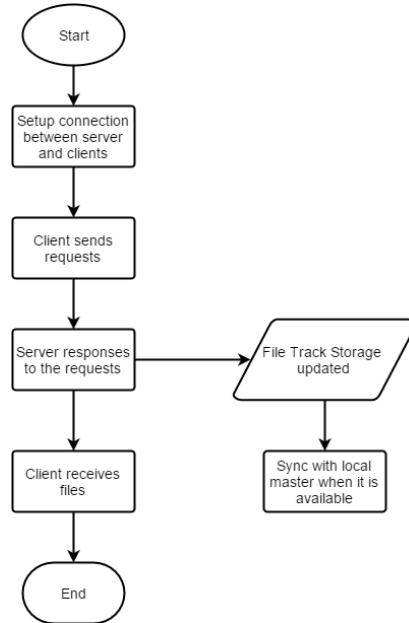 Start
Setup connection
between server
and clients
Client sends
requests
Server responses
to the requests
File Track Storage
updated
Client receives
files
Sync with local
master when it is
available
End